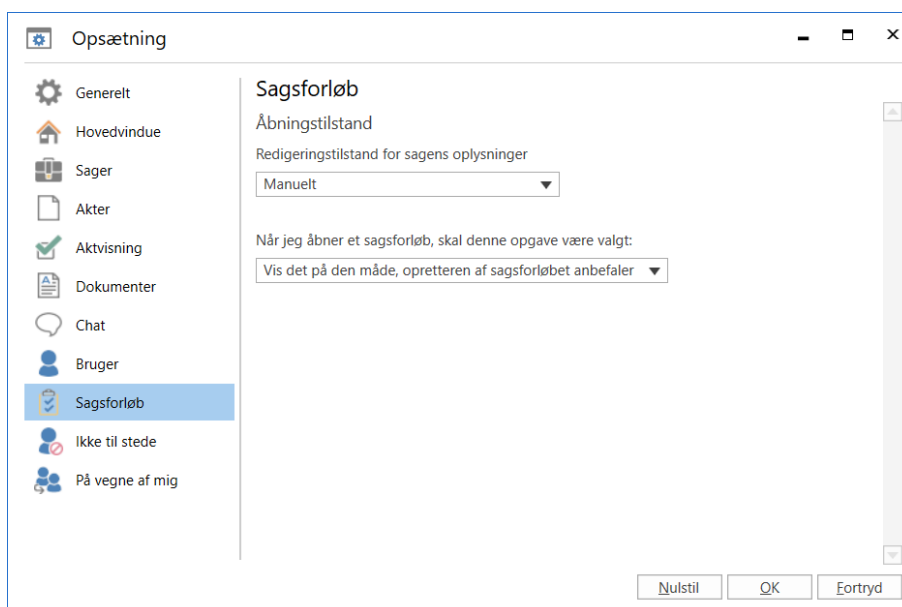 Opsætning
Generelt
Hovedvindue
Sager
Akter
Aktvisning
Dokumenter
Chat
Bruger
Sagsforløb
Ikke til stede
På vegne af mig
Sagsforløb
Åbningstilstand
Redigeringstilstand for sagens oplysninger
Manuelt
Når jeg åbner et sagsforløb, skal denne opgave være valgt:
Vis det på den måde, opretteren af sagsforløbet anbefaler
Nulstil
OK
Fortryd